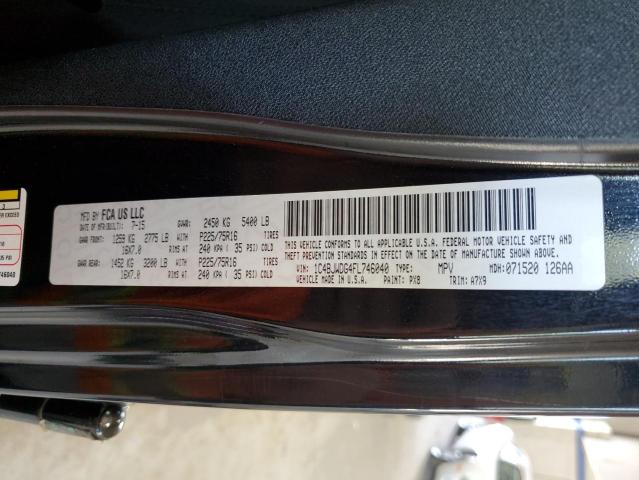 MFD BY FCA US LLC
DATE OF MFR(BUILT): 7-15 GVWR: 2450 KG 5400 LB
GAWR FRONT: 1259 KG 2775 LB WITH P225/75R16 TIRES
16X7.0 RIMS AT 240 KPA ( 35 PSI) COLD
GAWR REAR: 1452 KG 3200 LB WITH P225/75R16 TIRES
16X7.0 RIMS AT 240 KPA ( 35 PSI) COLD
THIS VEHICLE CONFORMS TO ALL APPLICABLE U.S.A. FEDERAL MOTOR VEHICLE SAFETY AND
THEFT PREVENTION STANDARDS IN EFFECT ON THE DATE OF MANUFACTURE SHOWN ABOVE.
VIN: 1C4BJWDG4FL746040 TYPE: MPV MDH: 071520 126AA
VEHICLE MADE IN U.S.A. PAINT: PX8 TRIM: A7X9
746040